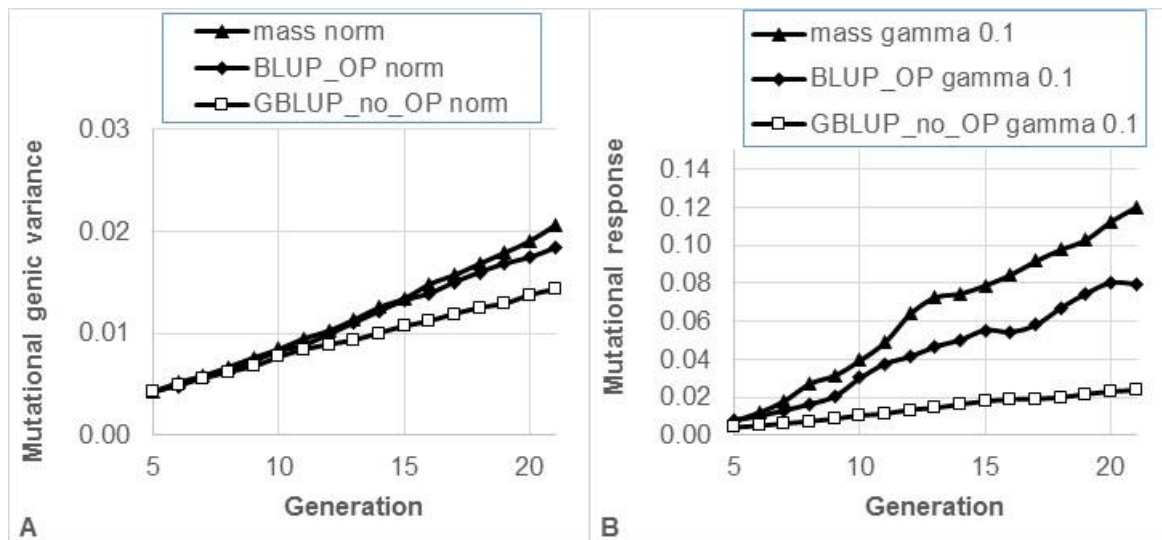 mass norm
BLUP_OP norm
GBLUP_no_OP norm
Mutational genic variance
0.03
0.02
0.01
0.00
5 10 15 20
Generation
A
mass gamma 0.1
BLUP_OP gamma 0.1
GBLUP_no_OP gamma 0.1
Mutational response
0.14
0.12
0.10
0.08
0.06
0.04
0.02
0.00
5 10 15 20
Generation
B